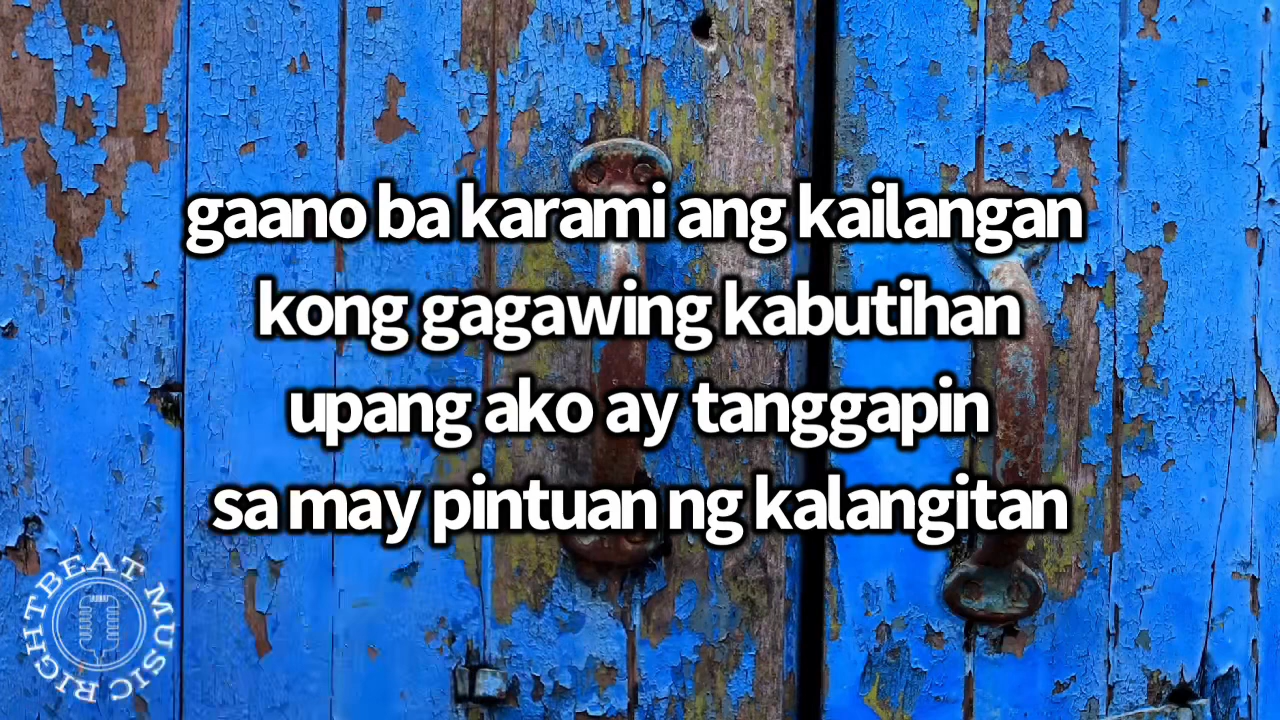 gaano ba karami ang kailangan
kong gagawing kabutihan
upang ako ay tanggapin
sa may pintuan ng kalangitan
RIGHTBEAT MUSIC